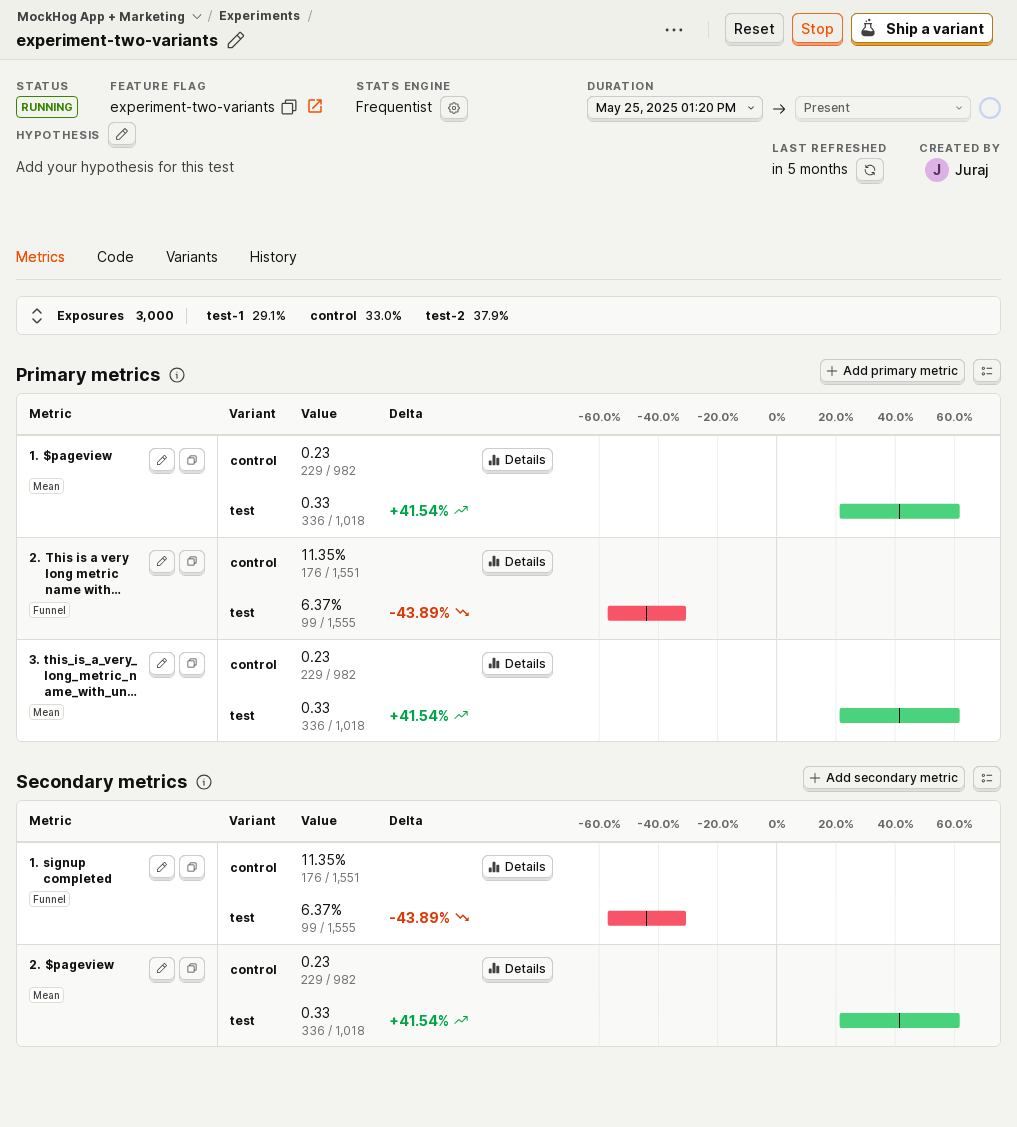 MockHog App + Marketing / Experiments /
experiment-two-variants
Reset
Stop
Ship a variant
STATUS
RUNNING
FEATURE FLAG
experiment-two-variants
STATS ENGINE
Frequentist
DURATION
May 25, 2025 01:20 PM → Present
HYPOTHESIS
Add your hypothesis for this test
LAST REFRESHED
in 5 months
CREATED BY
J Juraj
Metrics Code Variants History
Exposures 3,000 test-1 29.1% control 33.0% test-2 37.9%
Primary metrics
Add primary metric
Metric Variant Value Delta -60.0% -40.0% -20.0% 0% 20.0% 40.0% 60.0%
1. $pageview
Mean
control 0.23 Details
229 / 982
test 0.33 +41.54%
336 / 1,018
2. This is a very
long metric
name with...
Funnel
control 11.35% Details
176 / 1,551
test 6.37% -43.89%
99 / 1,555
3. this_is_a_very_
long_metric_n
ame_with_un...
Mean
control 0.23 Details
229 / 982
test 0.33 +41.54%
336 / 1,018
Secondary metrics
Add secondary metric
Metric Variant Value Delta -60.0% -40.0% -20.0% 0% 20.0% 40.0% 60.0%
1. signup
completed
Funnel
control 11.35% Details
176 / 1,551
test 6.37% -43.89%
99 / 1,555
2. $pageview
Mean
control 0.23 Details
229 / 982
test 0.33 +41.54%
336 / 1,018